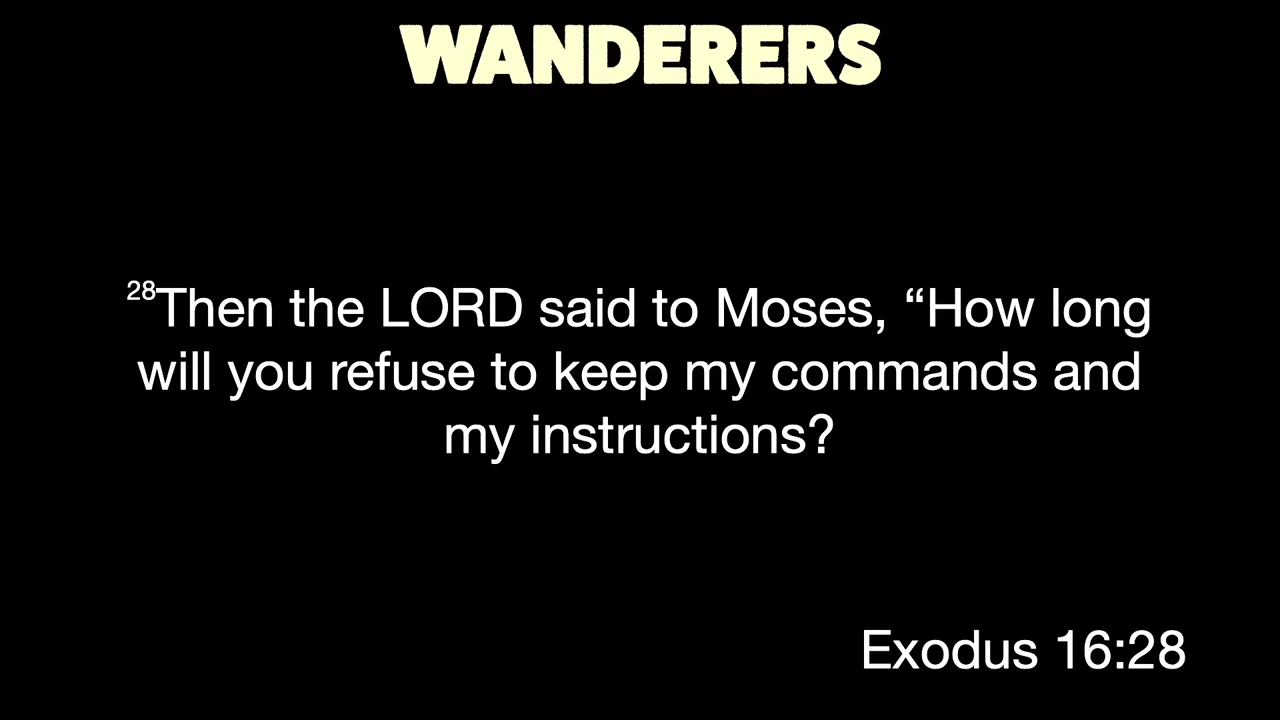 WANDERERS
28Then the LORD said to Moses, “How long
will you refuse to keep my commands and
my instructions?
Exodus 16:28